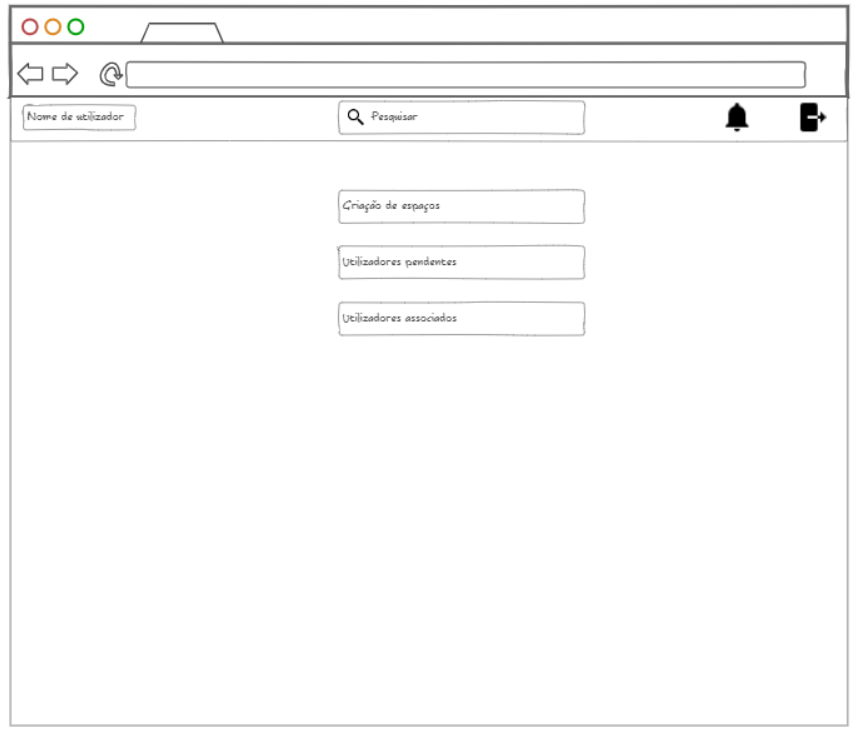 Nome de utilizador
Pesquisar
Criação de espaços
Utilizadores pendentes
Utilizadores associados